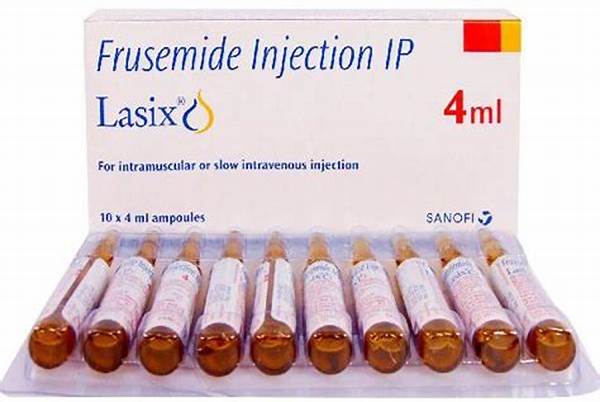 Frusemide Injection IP
Lasix®
4ml
For intramuscular or slow intravenous injection
10 x 4 ml ampoules
SANOFI